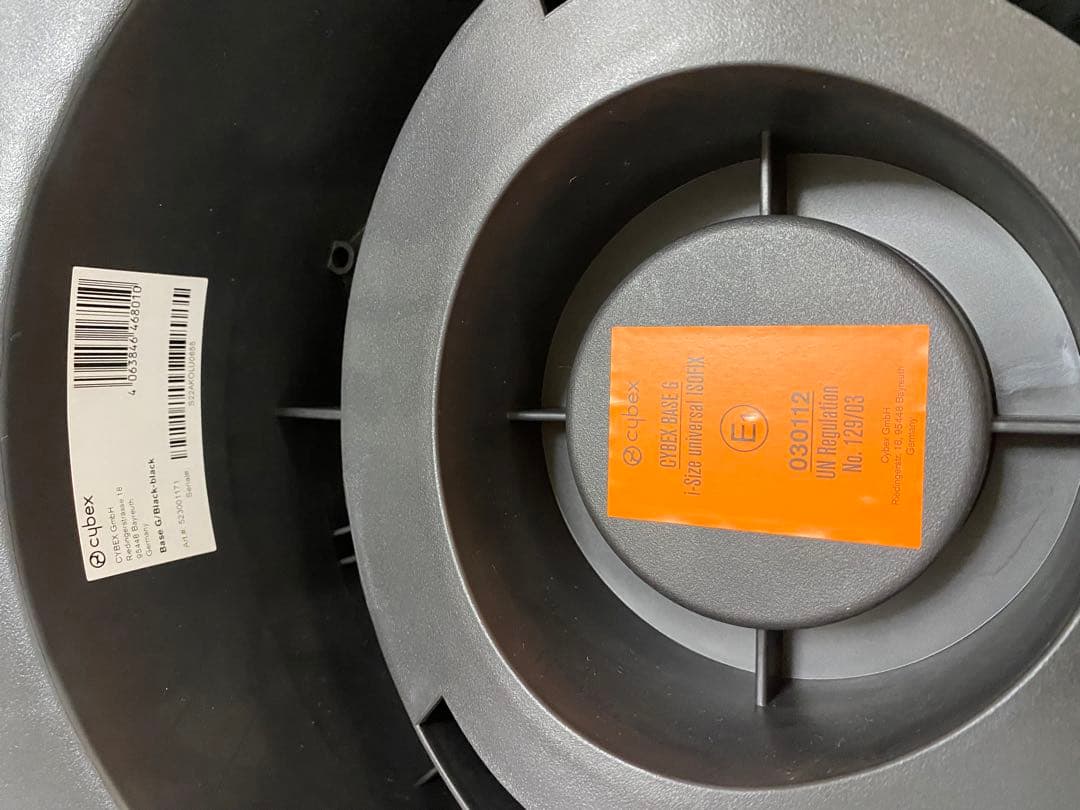 cybex
CYBEX GmbH
Riedingerstrasse 18
95448 Bayreuth
Germany
Base G/Black-black
Art #: 523001171
Serial#:
4 063846 468010
cybex
CYBEX BASE G
i-Size universal ISOFIX
E1
030112
UN Regulation
No. 129/03
Cybex GmbH
Riedingerstr. 18, 95448 Bayreuth
Germany